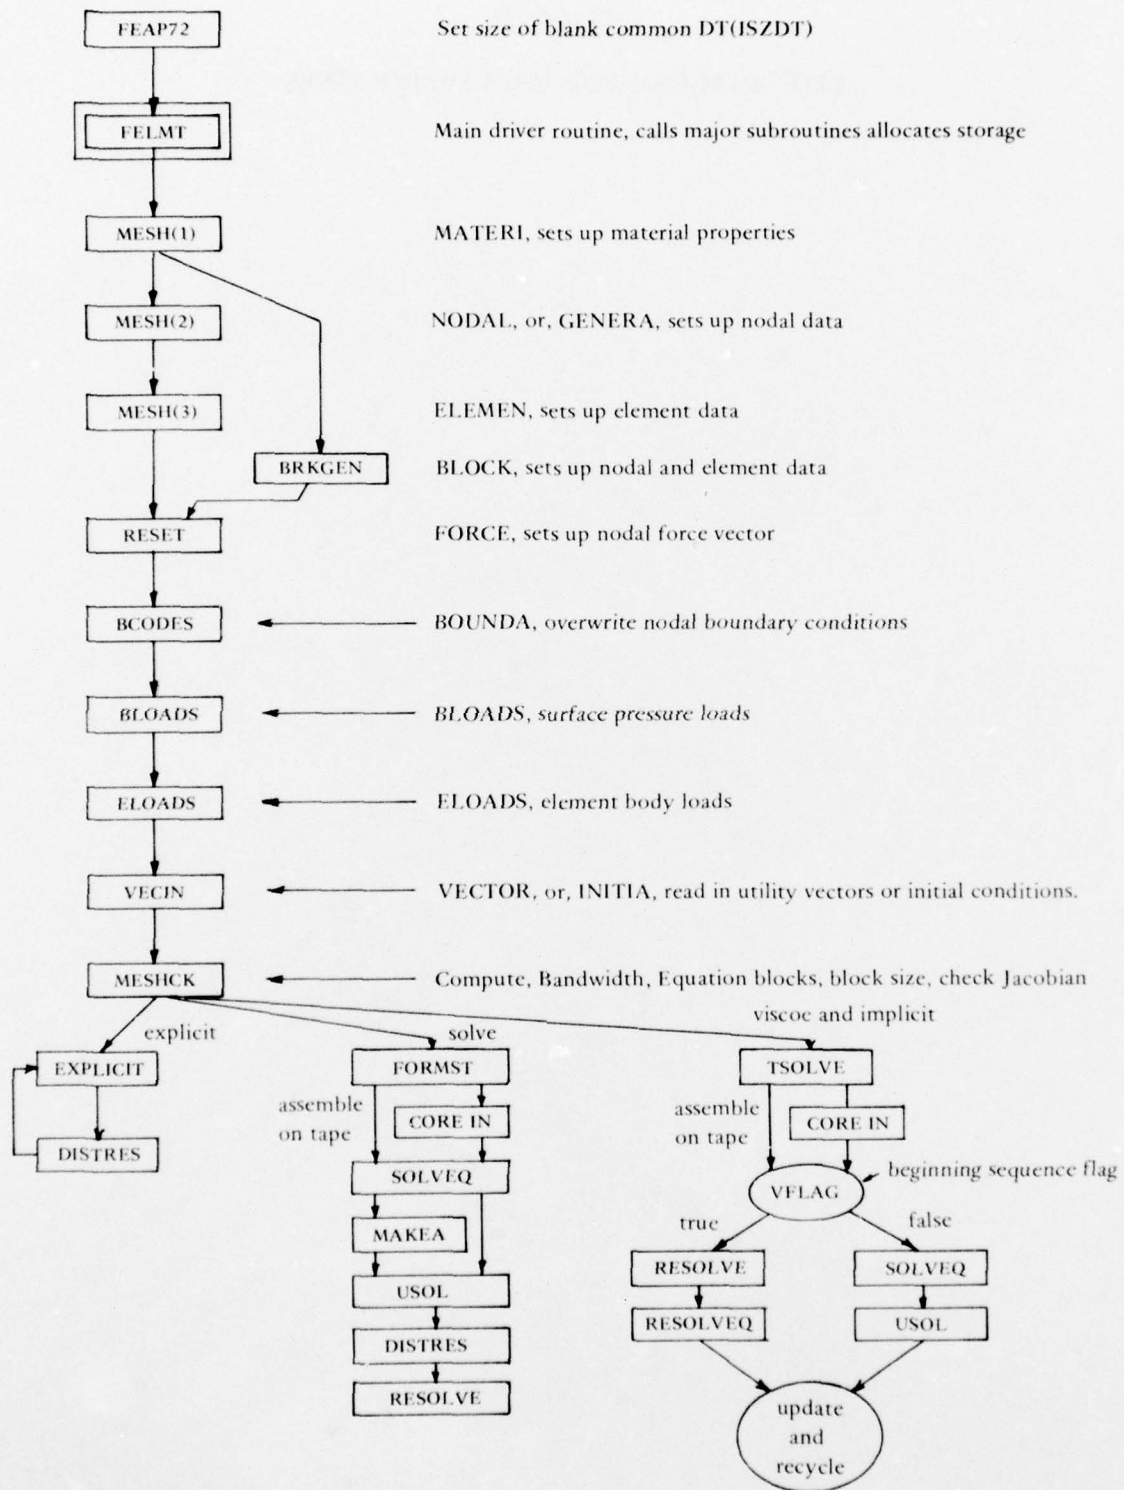 FEAP72
Set size of blank common DT(ISZDT)
FELMT
Main driver routine, calls major subroutines allocates storage
MESH(1)
MATERI, sets up material properties
MESH(2)
NODAL, or, GENERA, sets up nodal data
MESH(3)
ELEMEN, sets up element data
BRKGEN
BLOCK, sets up nodal and element data
RESET
FORCE, sets up nodal force vector
BCODES
BOUNDA, overwrite nodal boundary conditions
BLOADS
BLOADS, surface pressure loads
ELOADS
ELOADS, element body loads
VECIN
VECTOR, or, INITIA, read in utility vectors or initial conditions.
MESHCK
Compute, Bandwidth, Equation blocks, block size, check Jacobian
explicit
solve
viscoe and implicit
EXPLICIT
DISTRES
FORMST
assemble
on tape
CORE IN
SOLVEQ
MAKEA
USOL
DISTRES
RESOLVE
TSOLVE
assemble
on tape
CORE IN
VFLAG
beginning sequence flag
true
false
RESOLVE
SOLVEQ
RESOLVEQ
USOL
update
and
recycle